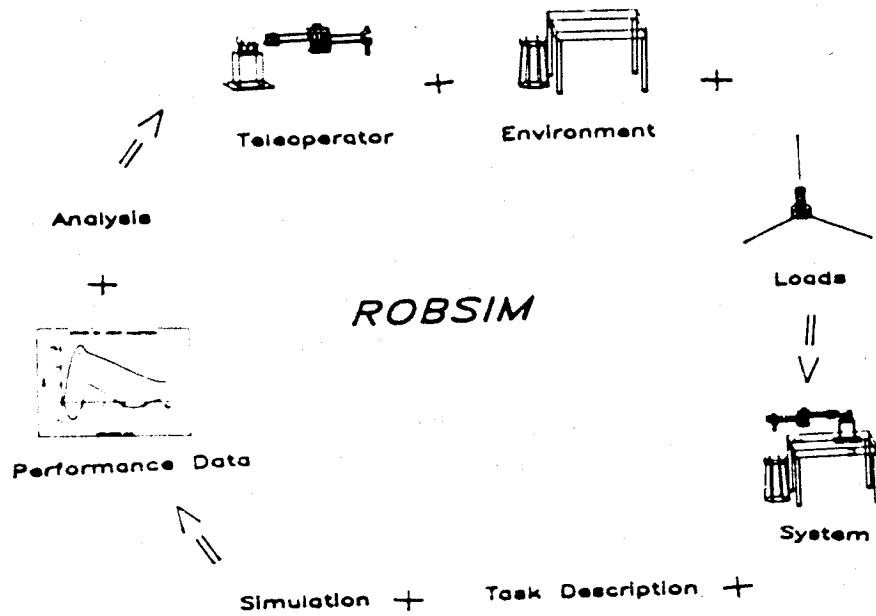 Teleoperator
+
Environment
+
Loads
System
+
Task Description
+
Simulation
Performance Data
+
Analysis
ROBSIM